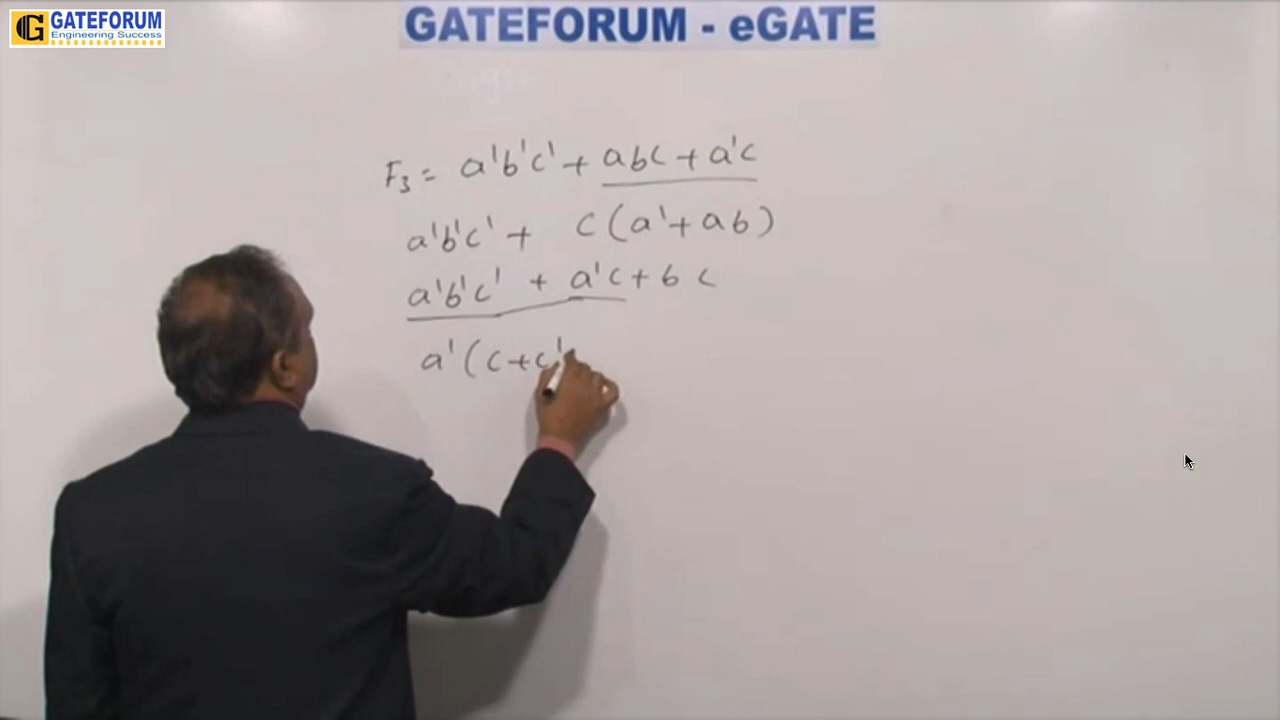 GATEFORUM
Engineering Success
GATEFORUM - eGATE
F₃ = a'b'c' + abc + a'c
a'b'c' + c(a'+ab)
a'b'c' + a'c + bc
a'(c+c'